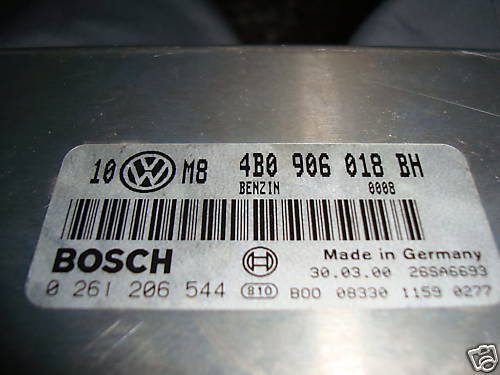 10 VW M8 4B0 906 018 BH
BENZIN 0008
BOSCH Made in Germany
30.03.00 26SA6693
0 261 206 544 810 B00 08330 1159 0277